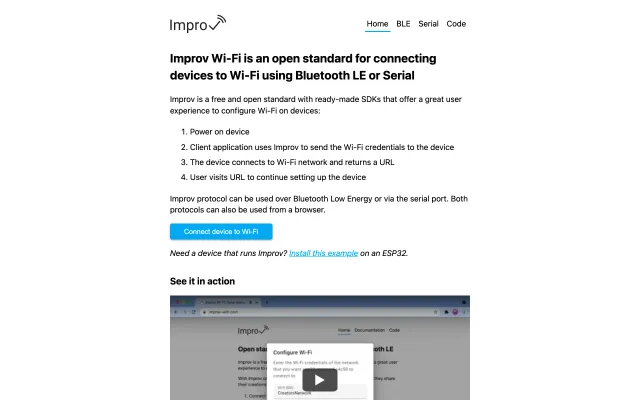 Improv
Home BLE Serial Code
Improv Wi-Fi is an open standard for connecting
devices to Wi-Fi using Bluetooth LE or Serial
Improv is a free and open standard with ready-made SDKs that offer a great user
experience to configure Wi-Fi on devices:
1. Power on device
2. Client application uses Improv to send the Wi-Fi credentials to the device
3. The device connects to Wi-Fi network and returns a URL
4. User visits URL to continue setting up the device
Improv protocol can be used over Bluetooth Low Energy or via the serial port. Both
protocols can also be used from a browser.
Connect device to Wi-Fi
Need a device that runs Improv? Install this example on an ESP32.
See it in action
improv-wifi.com
Improv
Home Documentation Code
Configure Wi-Fi
Enter the Wi-Fi credentials of the network
that you want
connect to.
CreatorsNetwork